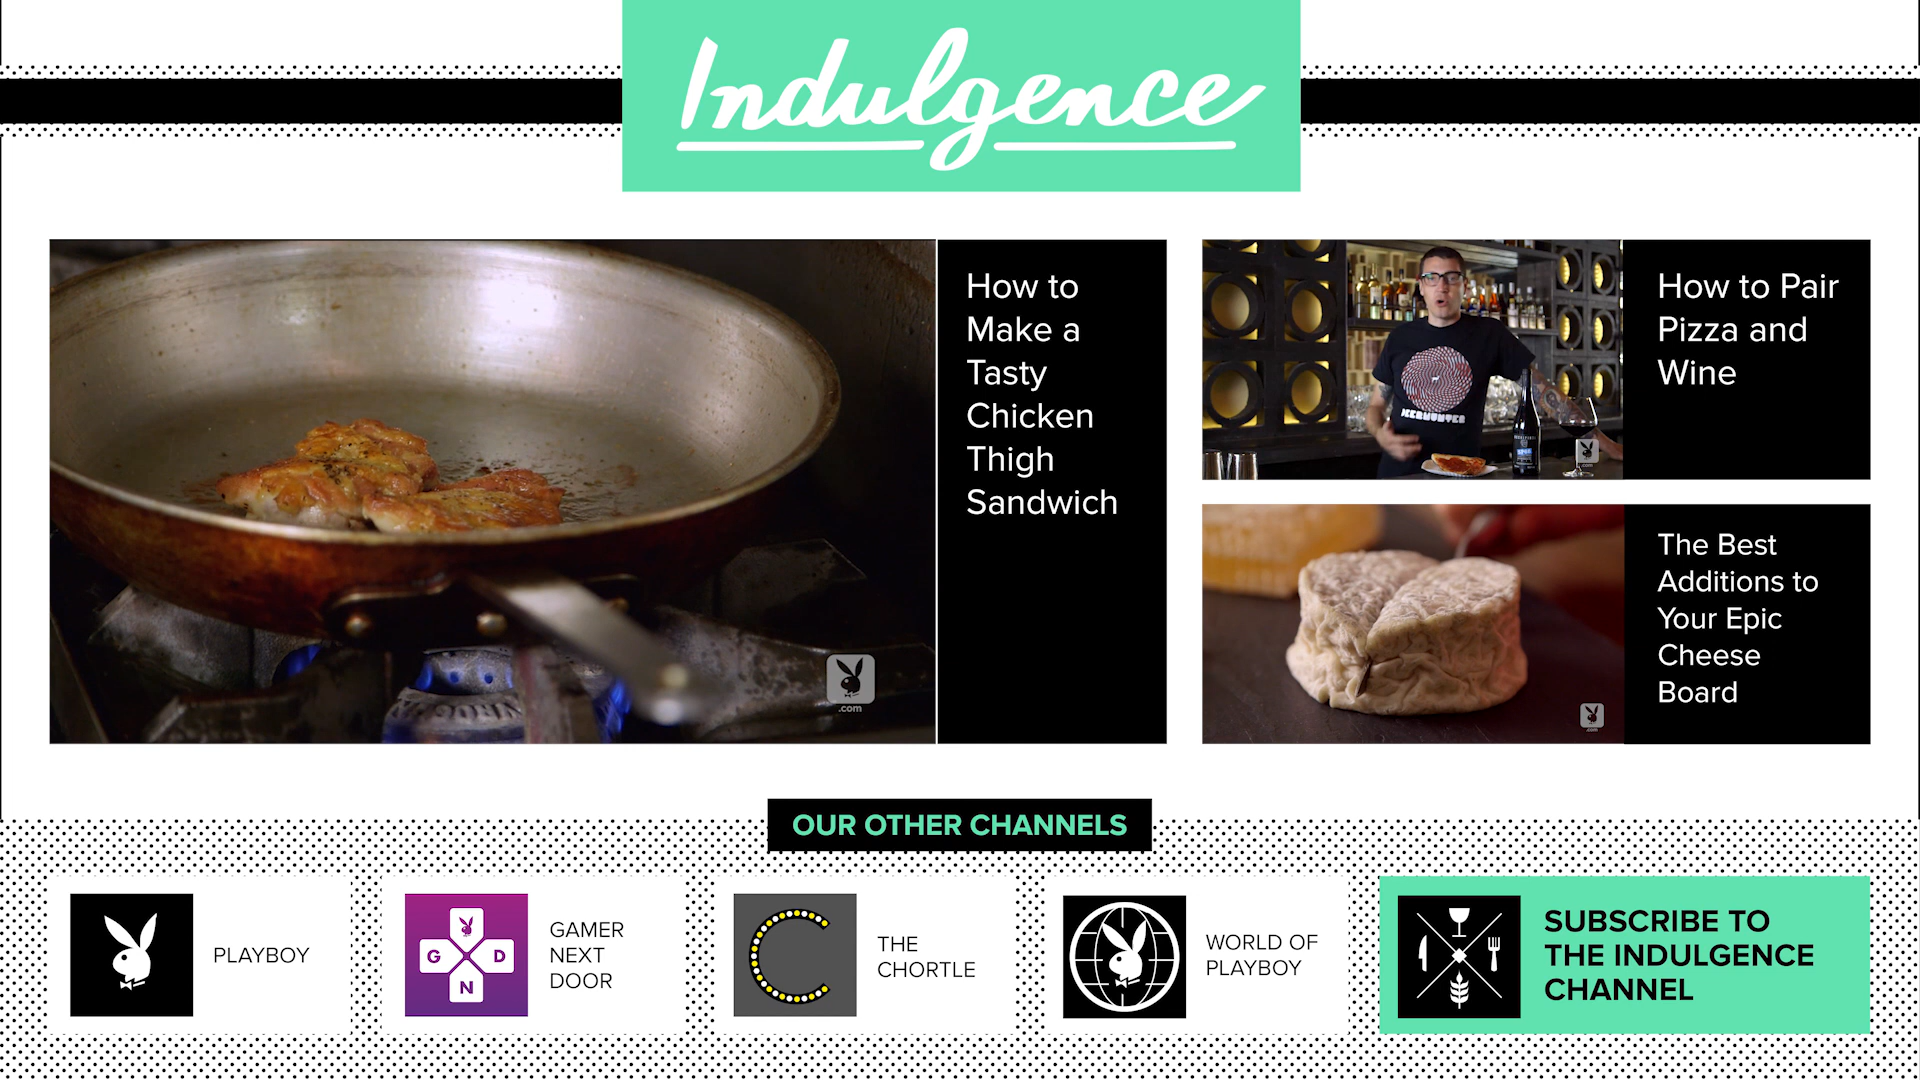 Indulgence
How to
Make a
Tasty
Chicken
Thigh
Sandwich
.com
How to Pair
Pizza and
Wine
The Best
Additions to
Your Epic
Cheese
Board
.com
OUR OTHER CHANNELS
PLAYBOY
G D
N
GAMER
NEXT
DOOR
C
THE
CHORTLE
WORLD OF
PLAYBOY
SUBSCRIBE TO
THE INDULGENCE
CHANNEL